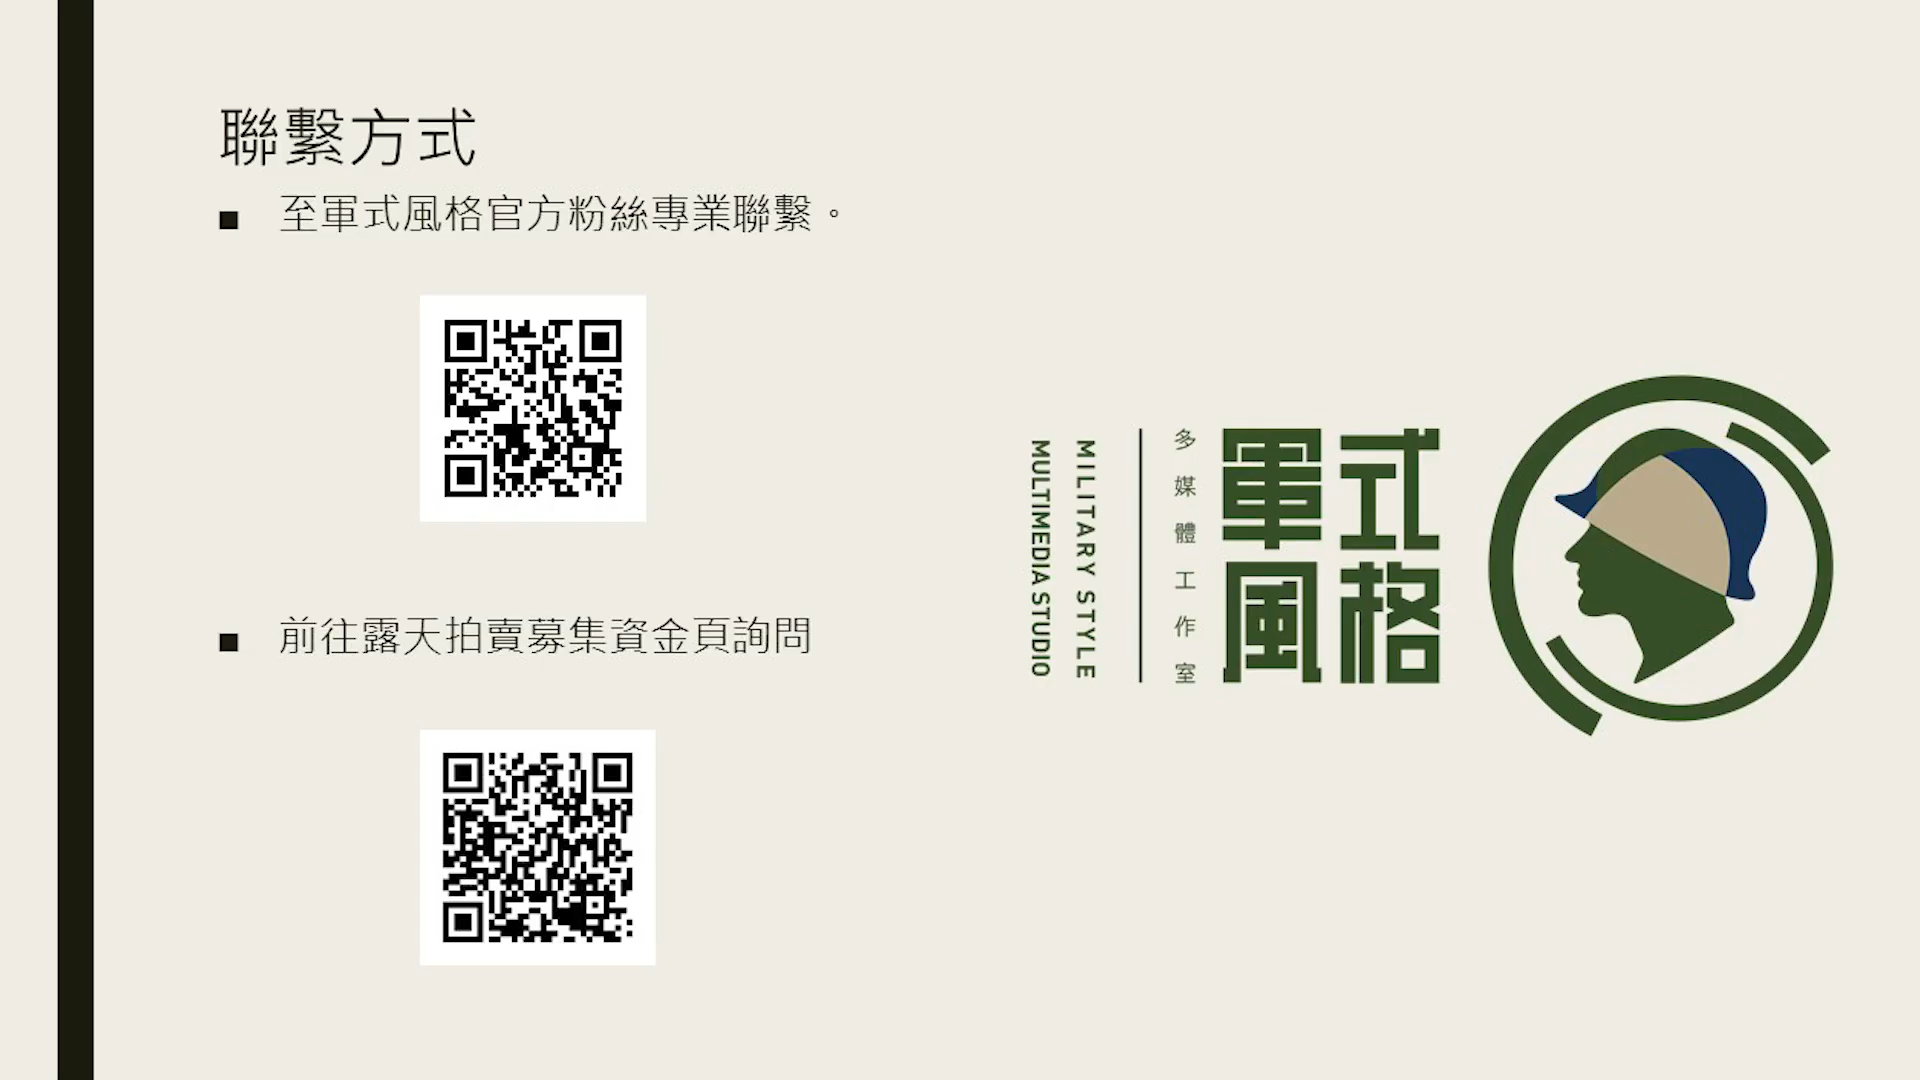 聯繫方式
■ 至軍式風格官方粉絲專業聯繫。
■ 前往露天拍賣募集資金頁詢問
軍式
風格
多媒體工作室
MILITARY STYLE
MULTIMEDIA STUDIO